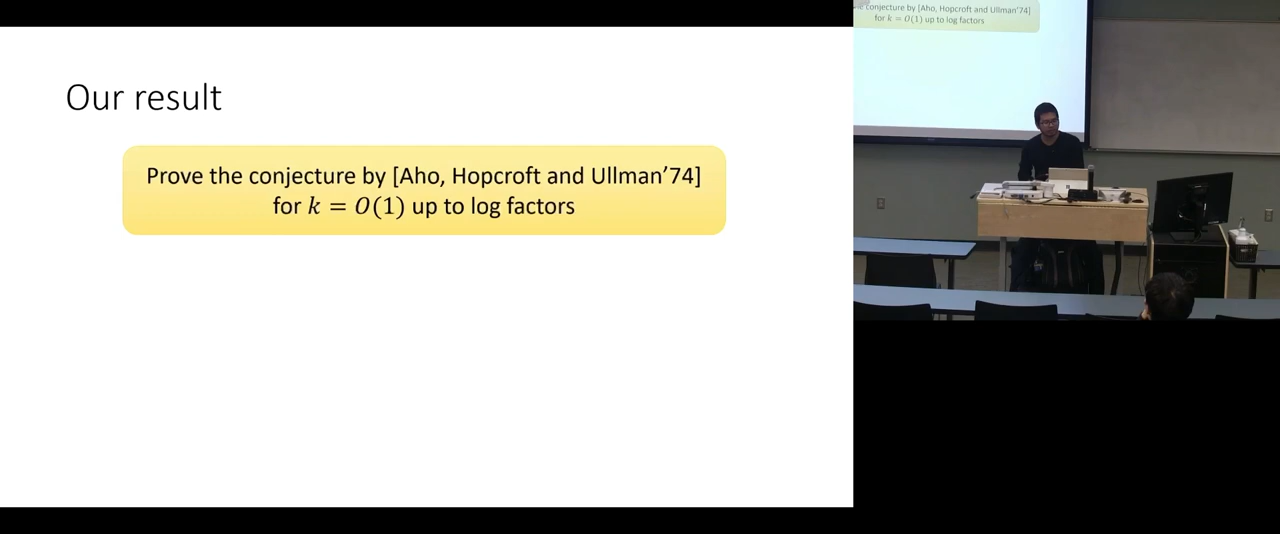 Our result
Prove the conjecture by [Aho, Hopcroft and Ullman'74]
for k = O(1) up to log factors
conjecture by [Aho, Hopcroft and Ullman'74]
for k = O(1) up to log factors